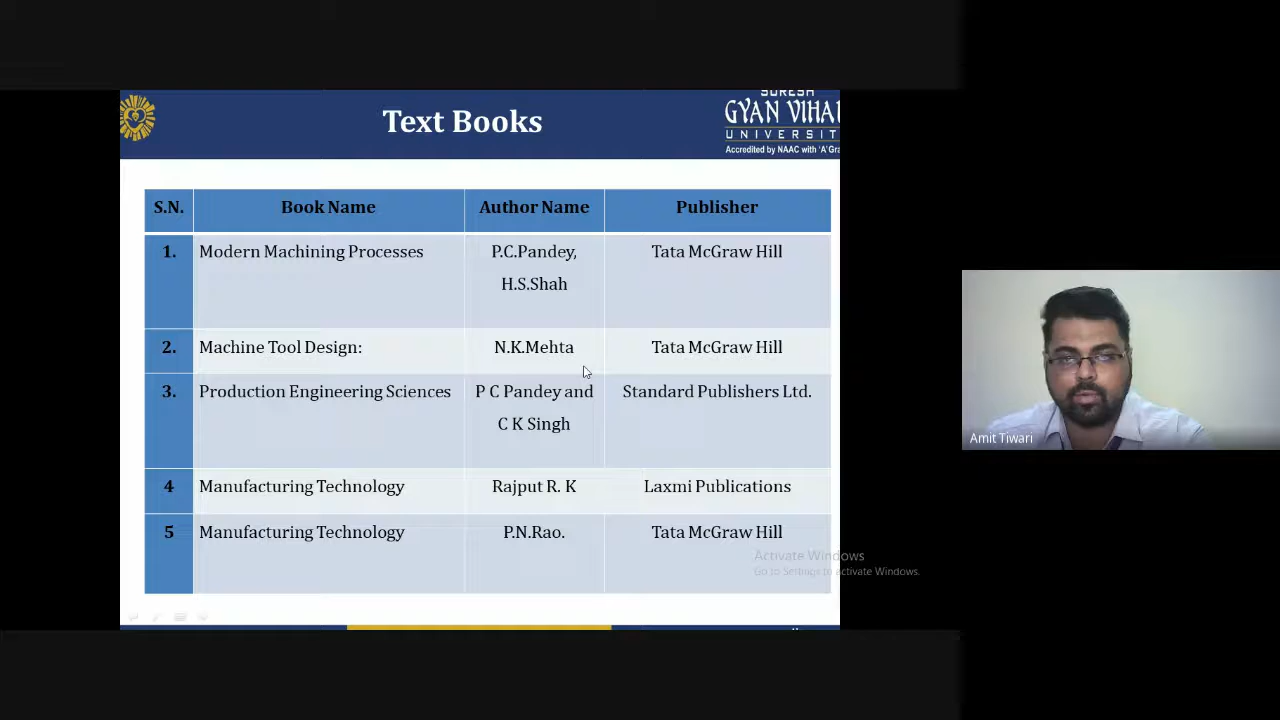 Text Books
SURESH
GYAN VIHA
UNIVERSIT
Accredited by NAAC with 'A'Gra
S.N. Book Name Author Name Publisher
1. Modern Machining Processes P.C.Pandey, Tata McGraw Hill
H.S.Shah
2. Machine Tool Design: N.K.Mehta Tata McGraw Hill
3. Production Engineering Sciences P C Pandey and Standard Publishers Ltd.
C K Singh
4 Manufacturing Technology Rajput R. K Laxmi Publications
5 Manufacturing Technology P.N.Rao. Tata McGraw Hill
Activate Windows
Go to Settings to activate Windows.
Amit Tiwari